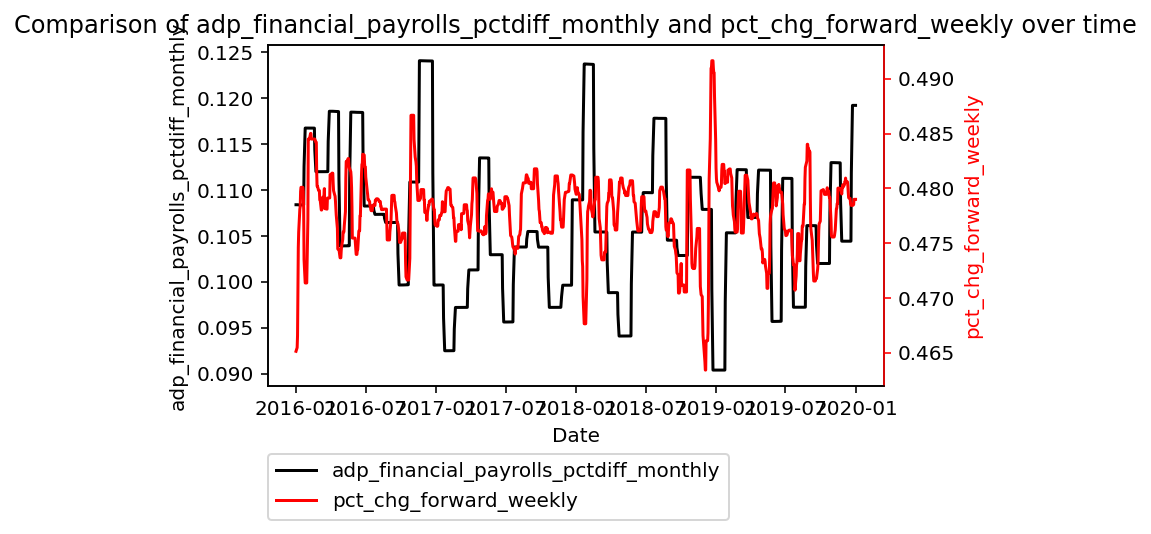 Comparison of adp_financial_payrolls_pctdiff_monthly and pct_chg_forward_weekly over time
adp_financial_payrolls_pctdiff_monthly
0.125
0.120
0.115
0.110
0.105
0.100
0.095
0.090
0.490
0.485
0.480
0.475
0.470
0.465
pct_chg_forward_weekly
2016-01 2016-07 2017-01 2017-07 2018-01 2018-07 2019-01 2019-07 2020-01
Date
adp_financial_payrolls_pctdiff_monthly
pct_chg_forward_weekly